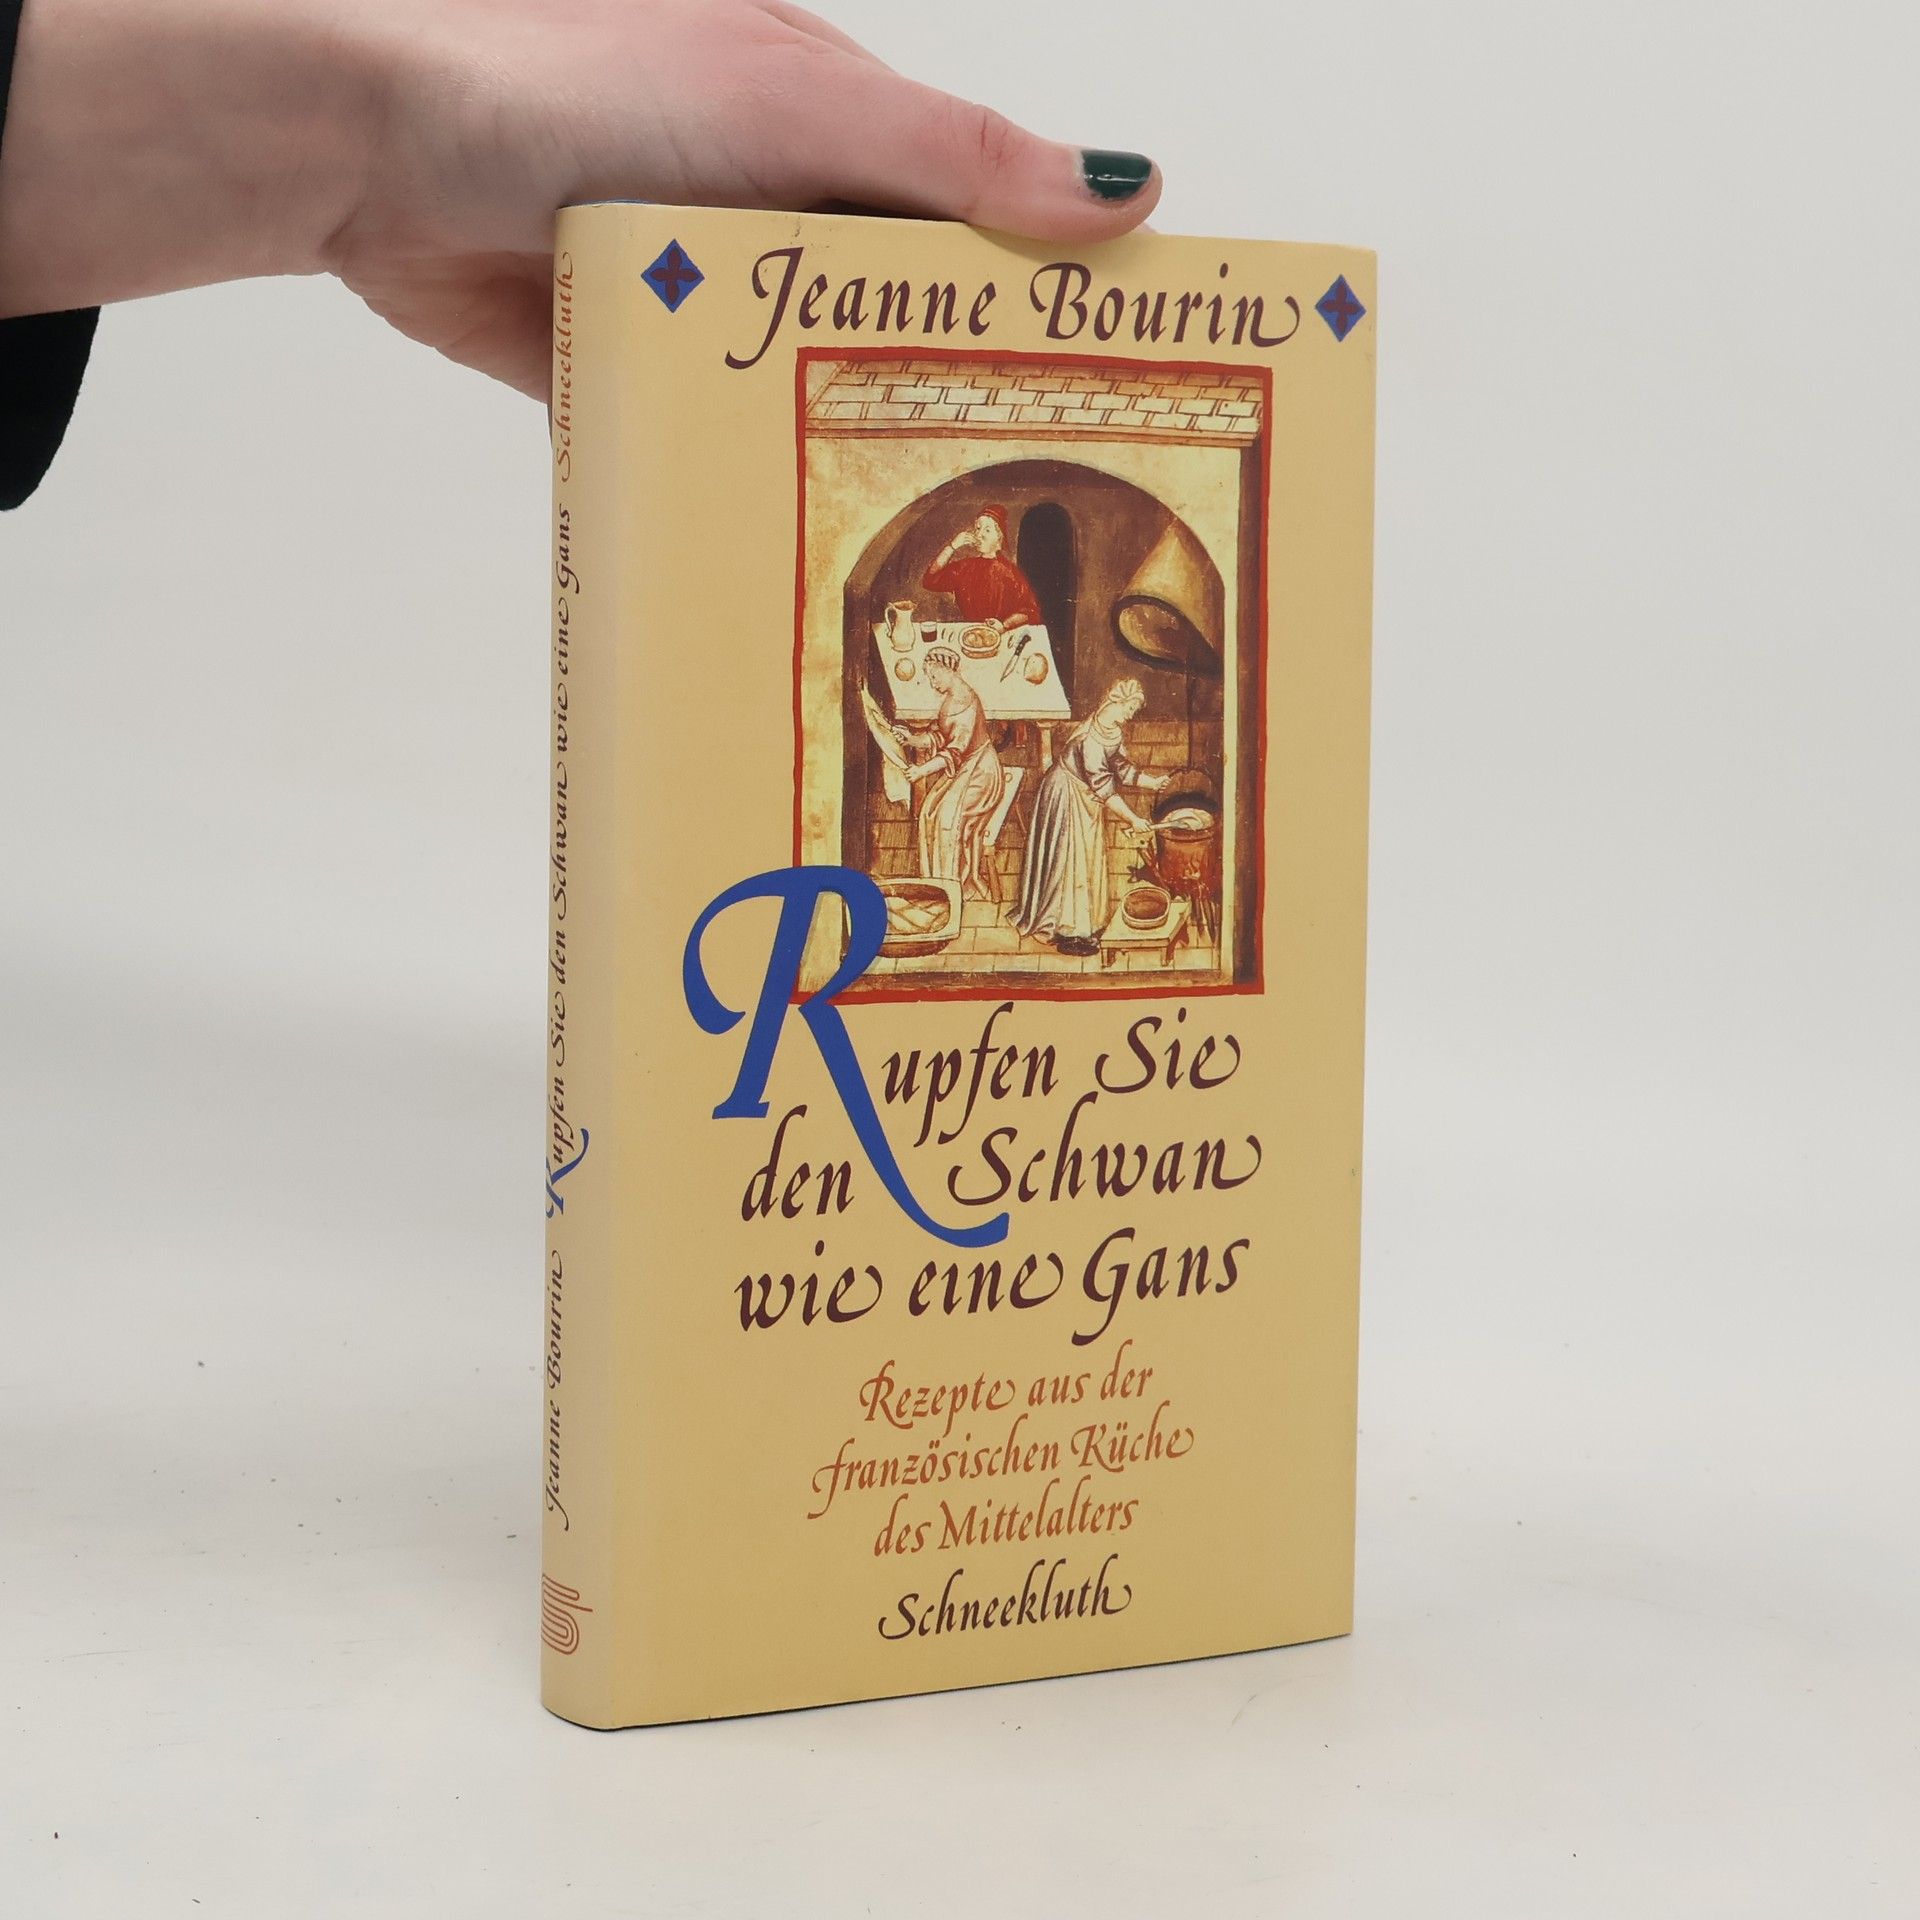 Jeanne Bourin
Rupfen Sie
den Schwan
wie eine Gans
Rezepte aus der
französischen Küche
des Mittelalters
Schneekluth
Jeanne Bourin Rupfen Sie den Schwan wie eine Gans Schneekluth